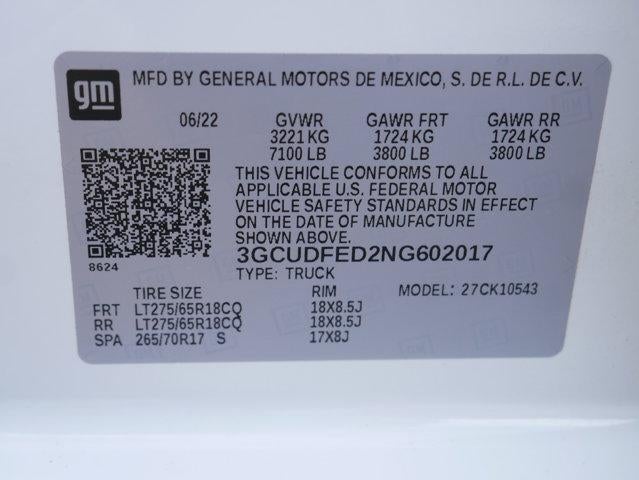 gm MFD BY GENERAL MOTORS DE MEXICO, S. DE R.L. DE C.V.
06/22 GVWR GAWR FRT GAWR RR
3221 KG 1724 KG 1724 KG
7100 LB 3800 LB 3800 LB
THIS VEHICLE CONFORMS TO ALL
APPLICABLE U.S. FEDERAL MOTOR
VEHICLE SAFETY STANDARDS IN EFFECT
ON THE DATE OF MANUFACTURE
SHOWN ABOVE.
3GCUDFED2NG602017
8624
TYPE: TRUCK
TIRE SIZE RIM MODEL: 27CK10543
FRT LT275/65R18CQ 18X8.5J
RR LT275/65R18CQ 18X8.5J
SPA 265/70R17 S 17X8J